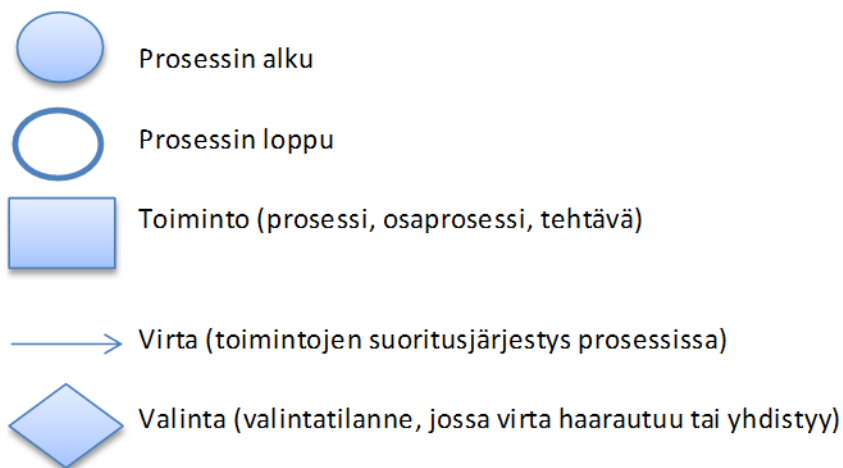 Prosessin alku
Prosessin loppu
Toiminto (prosessi, osaprosessi, tehtävä)
Virta (toimintojen suoritusjärjestys prosessissa)
Valinta (valintatilanne, jossa virta haarautuu tai yhdistyy)